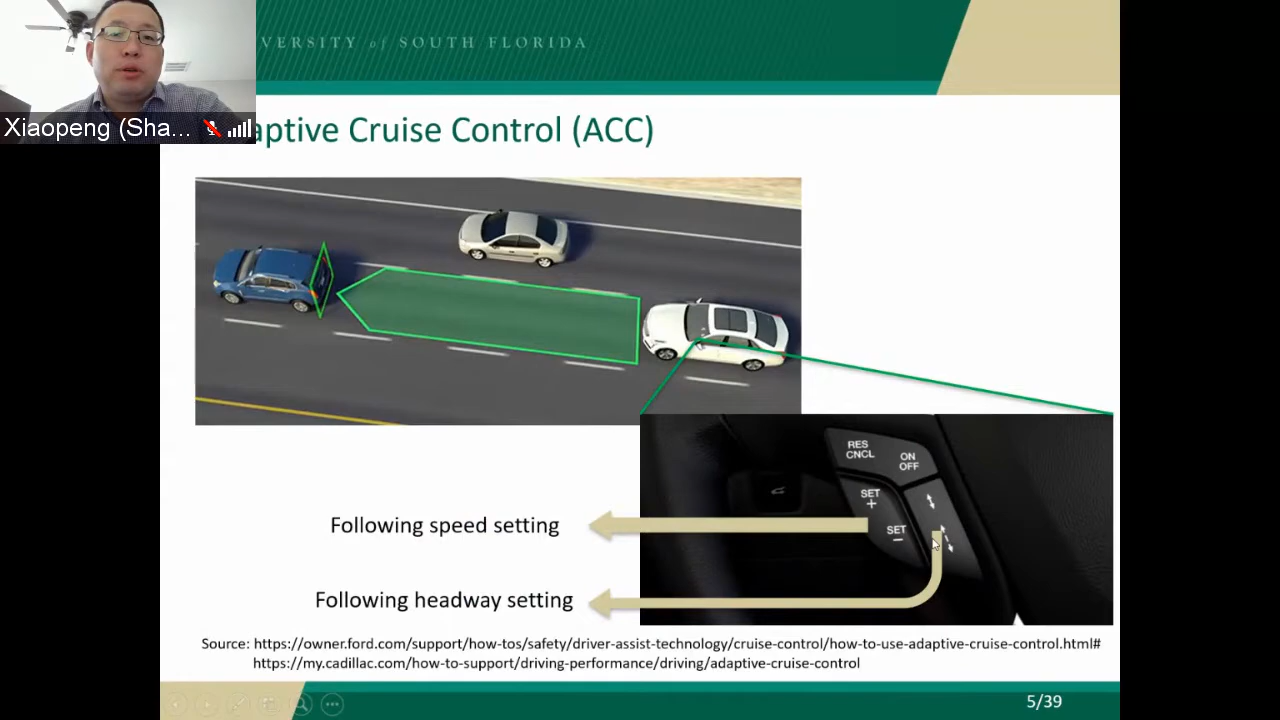 VERSITY of SOUTH FLORIDA
Xiaopeng (Sha...
aptive Cruise Control (ACC)
RES
CNCL
ON
OFF
SET
+
SET
–
Following speed setting
Following headway setting
Source: https://owner.ford.com/support/how-tos/safety/driver-assist-technology/cruise-control/how-to-use-adaptive-cruise-control.html#
https://my.cadillac.com/how-to-support/driving-performance/driving/adaptive-cruise-control
5/39